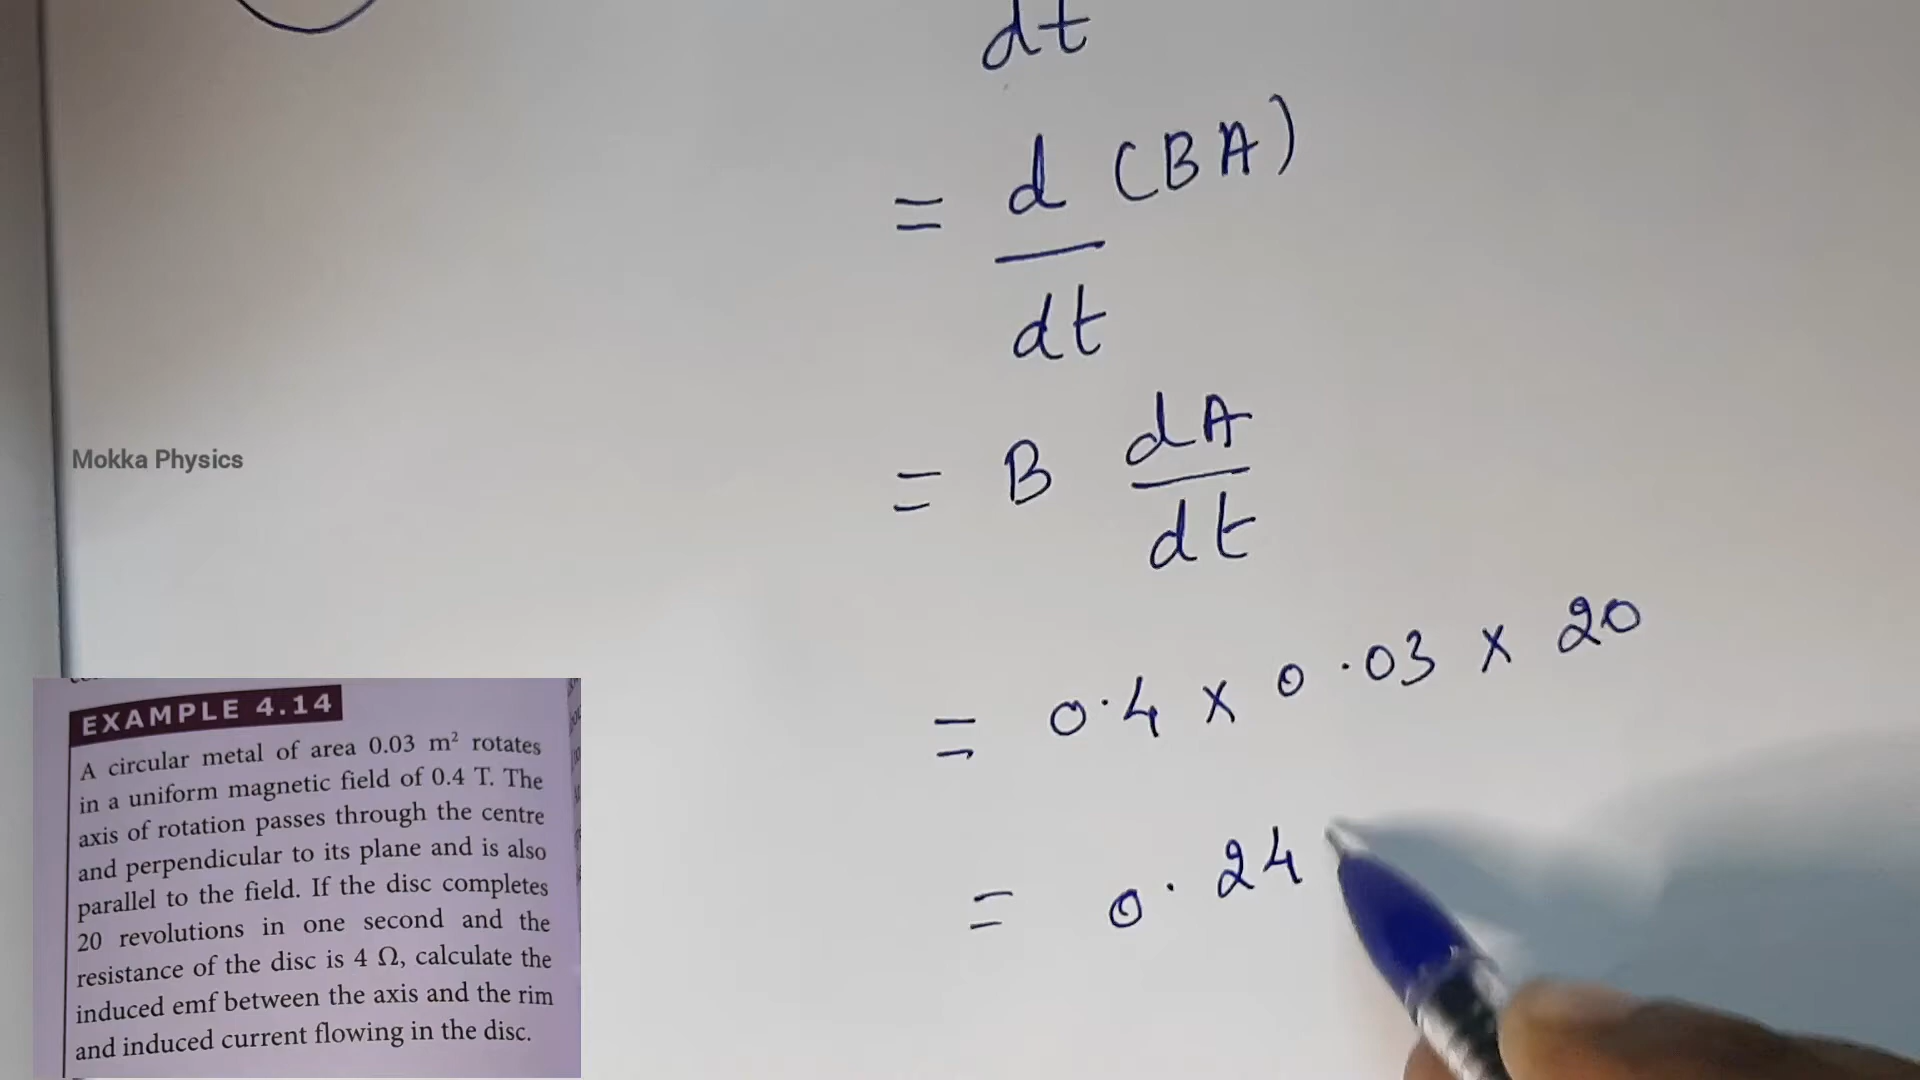 dt
= d (BA)
dt
= B dA
dt
Mokka Physics
= 0.4 x 0.03 x 20
= 0.24
EXAMPLE 4.14
A circular metal of area 0.03 m² rotates
in a uniform magnetic field of 0.4 T. The
axis of rotation passes through the centre
and perpendicular to its plane and is also
parallel to the field. If the disc completes
20 revolutions in one second and the
resistance of the disc is 4 Ω, calculate the
induced emf between the axis and the rim
and induced current flowing in the disc.